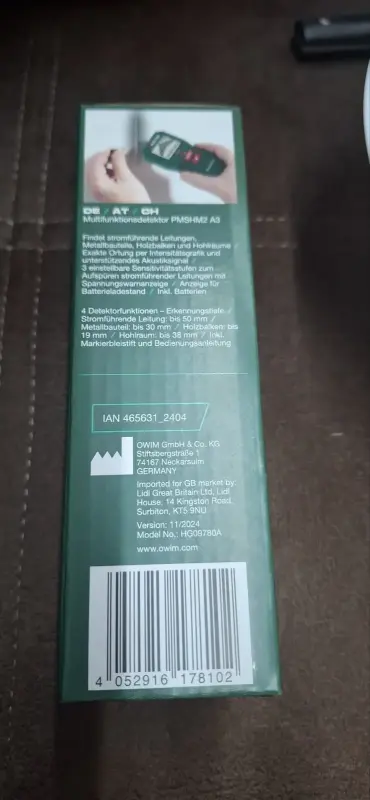 DE / AT / CH
Multifunktionsdetektor PMSHM2 A3
Findet stromführende Leitungen,
Metallbauteile, Holzbalken und Hohlräume /
Exakte Ortung per Intensitätsgrafik und
unterstützendes Akustiksignal /
3 einstellbare Sensitivitätsstufen zum
Aufspüren stromführender Leitungen mit
Spannungswarnanzeige / Anzeige für
Batterieladestand / Inkl. Batterien
4 Detektorfunktionen – Erkennungstiefe /
Stromführende Leitung: bis 50 mm /
Metallbauteil: bis 30 mm / Holzbalken: bis
19 mm / Hohlraum: bis 38 mm / Inkl.
Markierbleistift und Bedienungsanleitung
IAN 465631_2404
OWIM GmbH & Co. KG
Stiftsbergstraße 1
74167 Neckarsulm
GERMANY
Imported for GB market by:
Lidl Great Britain Ltd, Lidl
House, 14 Kingston Road,
Surbiton, KT5 9NU
Version: 11/2024
Model No.: HG09780A
www.owim.com
4 052916 178102